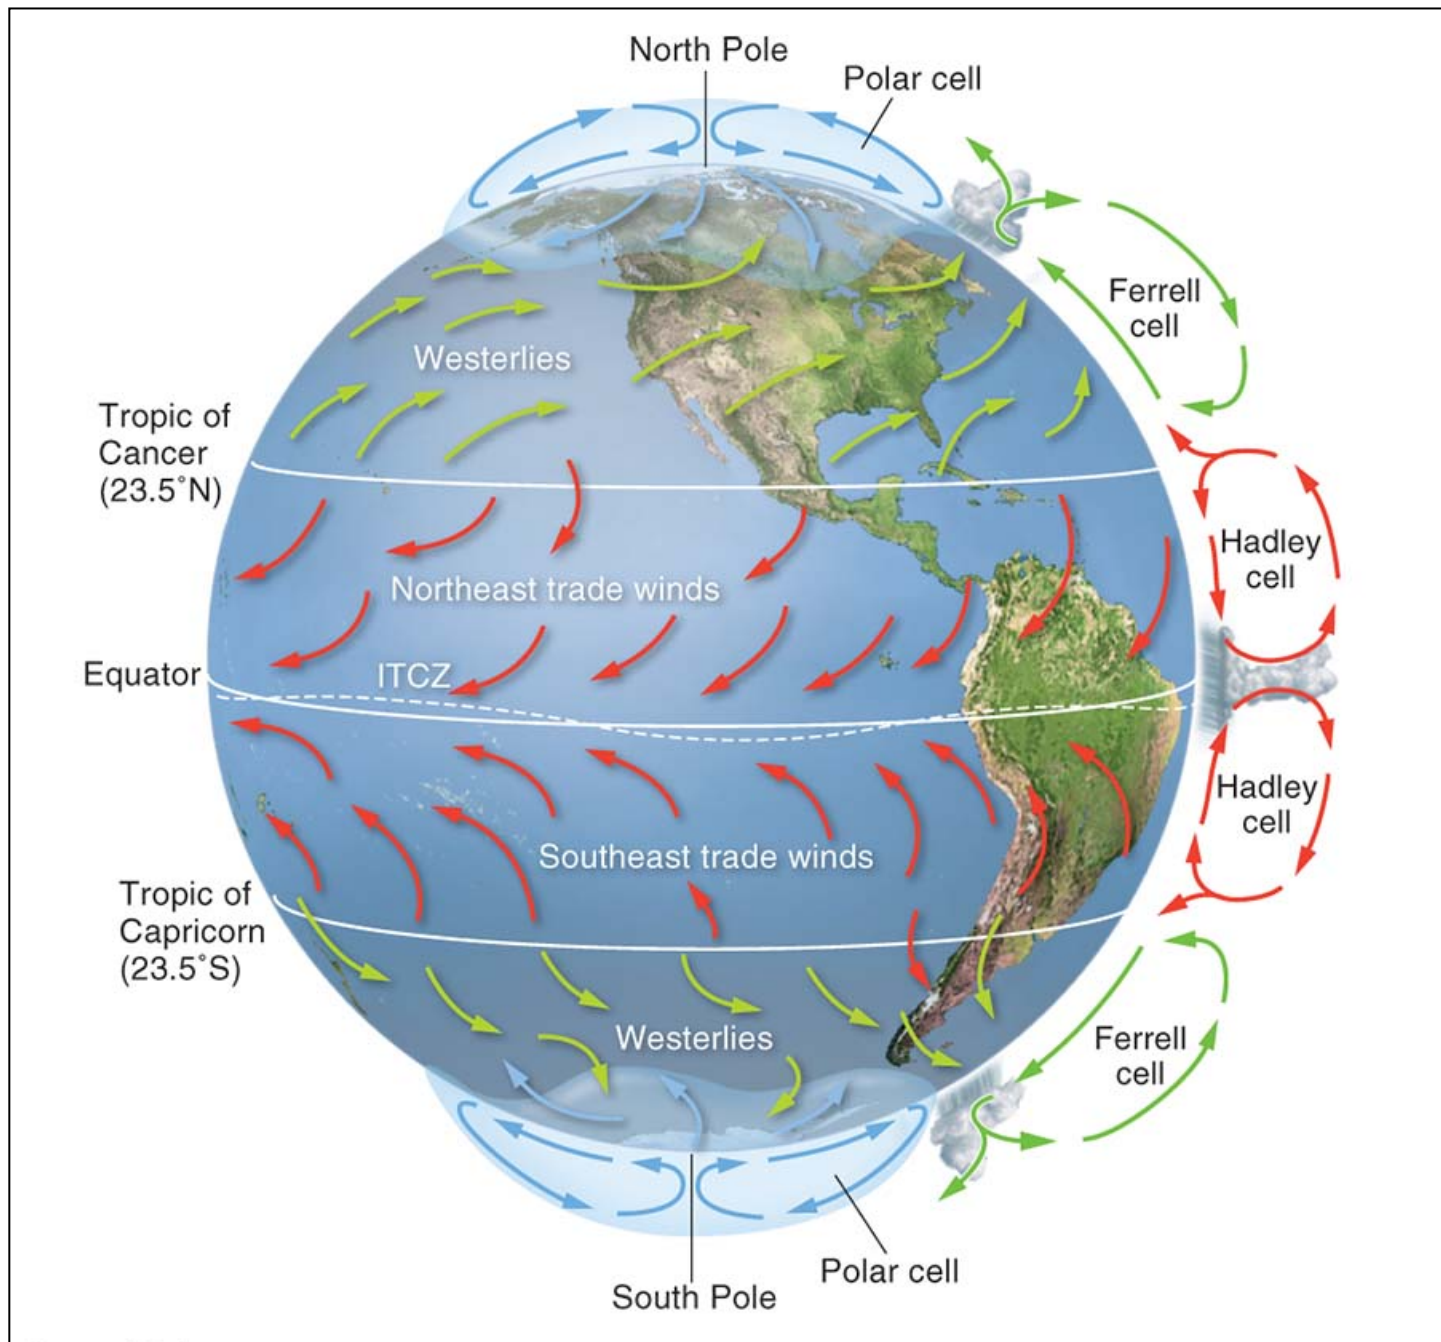 North Pole
Polar cell
Ferrell
cell
Westerlies
Tropic of
Cancer
(23.5˚N)
Hadley
cell
Northeast trade winds
Equator
ITCZ
Hadley
cell
Southeast trade winds
Tropic of
Capricorn
(23.5˚S)
Westerlies
Ferrell
cell
Polar cell
South Pole